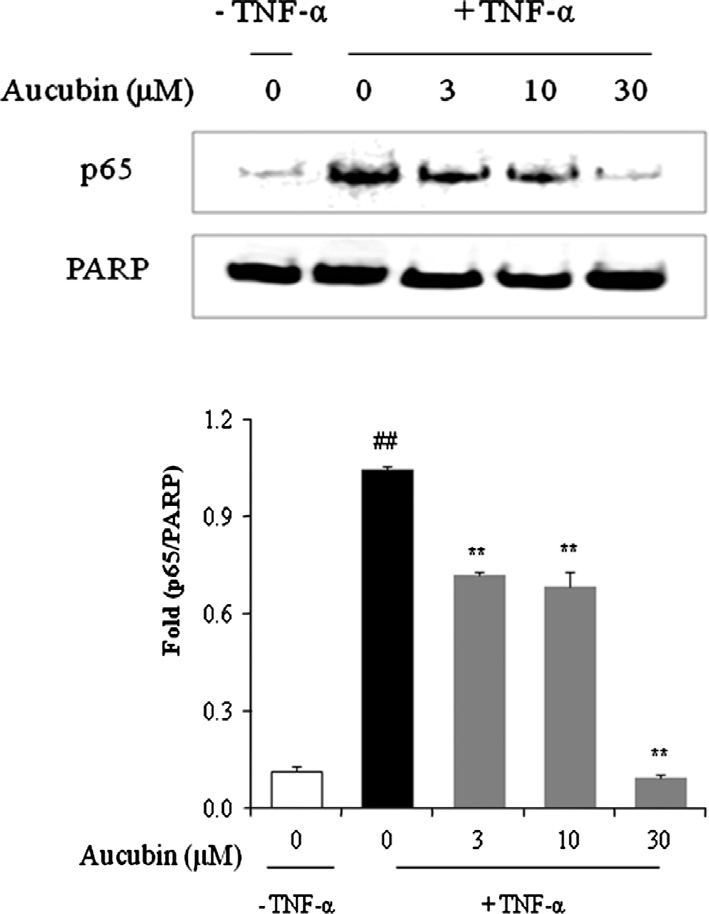 - TNF-α +TNF-α
Aucubin (μM) 0 0 3 10 30
p65
PARP
1.2
##
0.9
**
**
Fold (p65/PARP)
0.6
0.3
**
0.0
0 0 3 10 30
Aucubin (μM)
-TNF-α +TNF-α